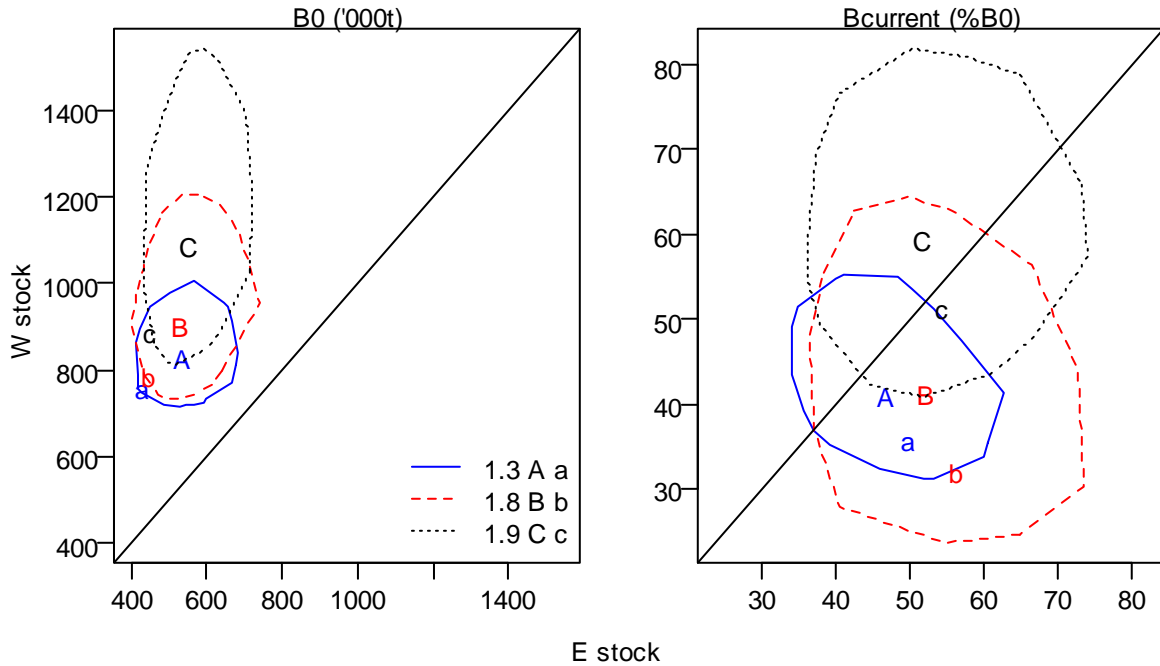 B0 ('000t)
Bcurrent (%B0)
W stock
1400
1200
1000
800
600
400
C
B
A
c
b
a
1.3 A a
1.8 B b
1.9 C c
400 600 800 1000 1400
80
70
60
50
40
30
C
c
A
B
a
b
30 40 50 60 70 80
E stock